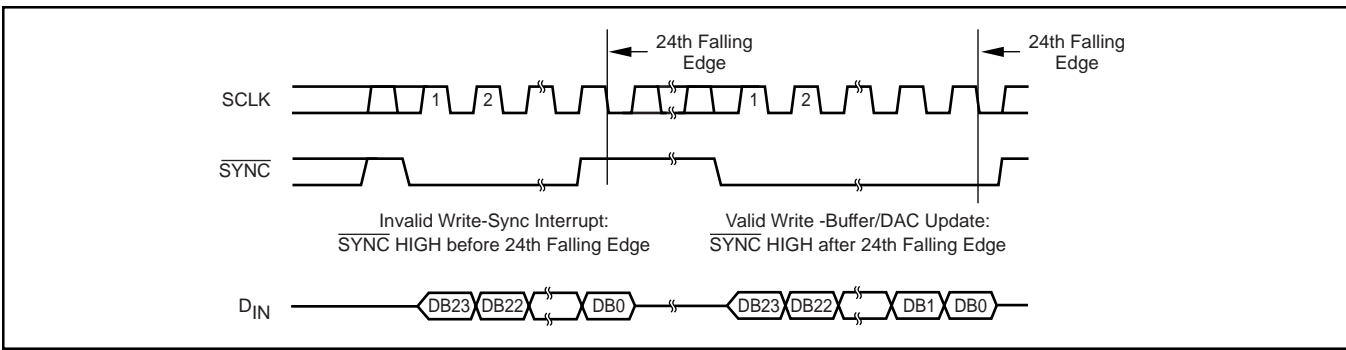 24th Falling
Edge
24th Falling
Edge
SCLK
1
2
1
2
SYNC
Invalid Write-Sync Interrupt:
SYNC HIGH before 24th Falling Edge
Valid Write -Buffer/DAC Update:
SYNC HIGH after 24th Falling Edge
DIN
DB23
DB22
DB0
DB23
DB22
DB1
DB0